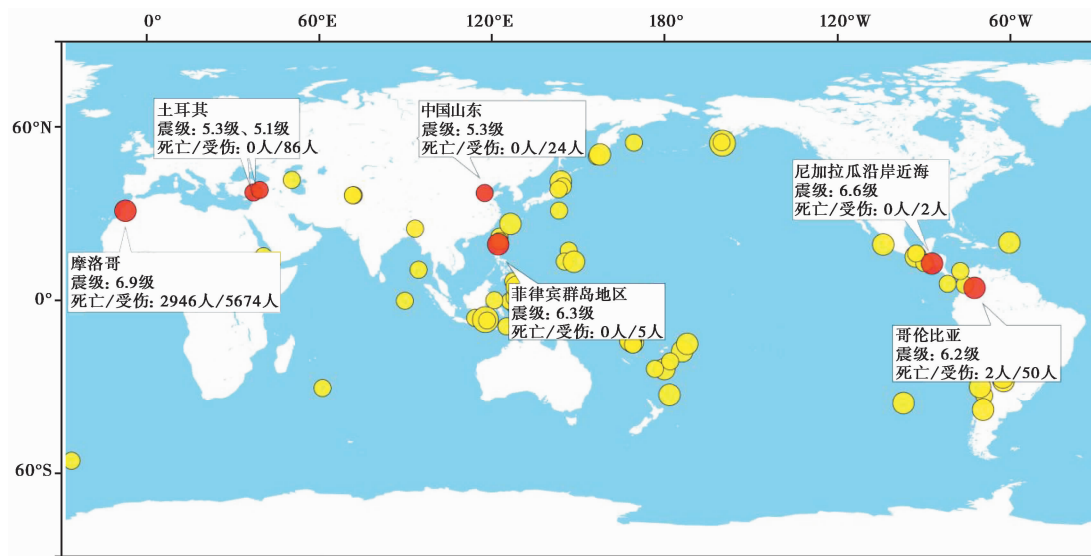 0°
60°E
120°E
180°
120°W
60°W
60°N
0°
60°S
土耳其
震级: 5.3级、5.1级
死亡/受伤: 0人/86人
中国山东
震级: 5.3级
死亡/受伤: 0人/24人
尼加拉瓜沿岸近海
震级: 6.6级
死亡/受伤: 0人/2人
摩洛哥
震级: 6.9级
死亡/受伤: 2946人/5674人
菲律宾群岛地区
震级: 6.3级
死亡/受伤: 0人/5人
哥伦比亚
震级: 6.2级
死亡/受伤: 2人/50人